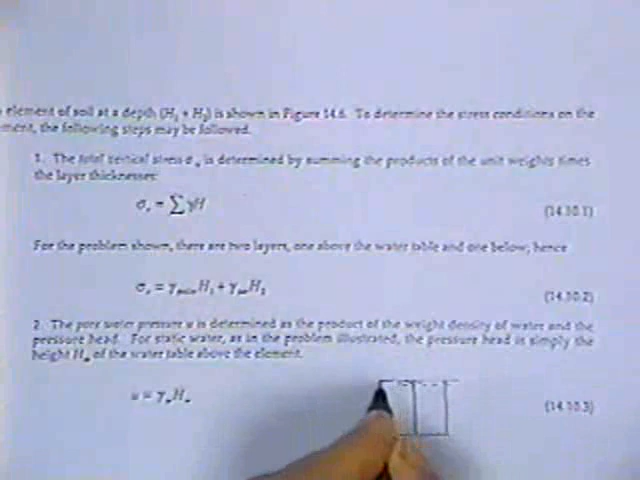 element of soil at a depth (H₁ + H₂) is shown in Figure 14.6. To determine the stress conditions on the
ment, the following steps may be followed.
1. The total vertical stress σᵥ is determined by summing the products of the unit weights times
the layer thicknesses:
σᵥ = ∑ γH
(14.10.1)
For the problem shown, there are two layers, one above the water table and one below; hence
σᵥ = γₘₒᵢₛₜH₁ + γₛₐₜH₂
(14.10.2)
2. The pore water pressure u is determined as the product of the weight density of water and the
pressure head. For static water, as in the problem illustrated, the pressure head is simply the
height H_w of the water table above the element.
u = γ_wH_w
(14.10.3)